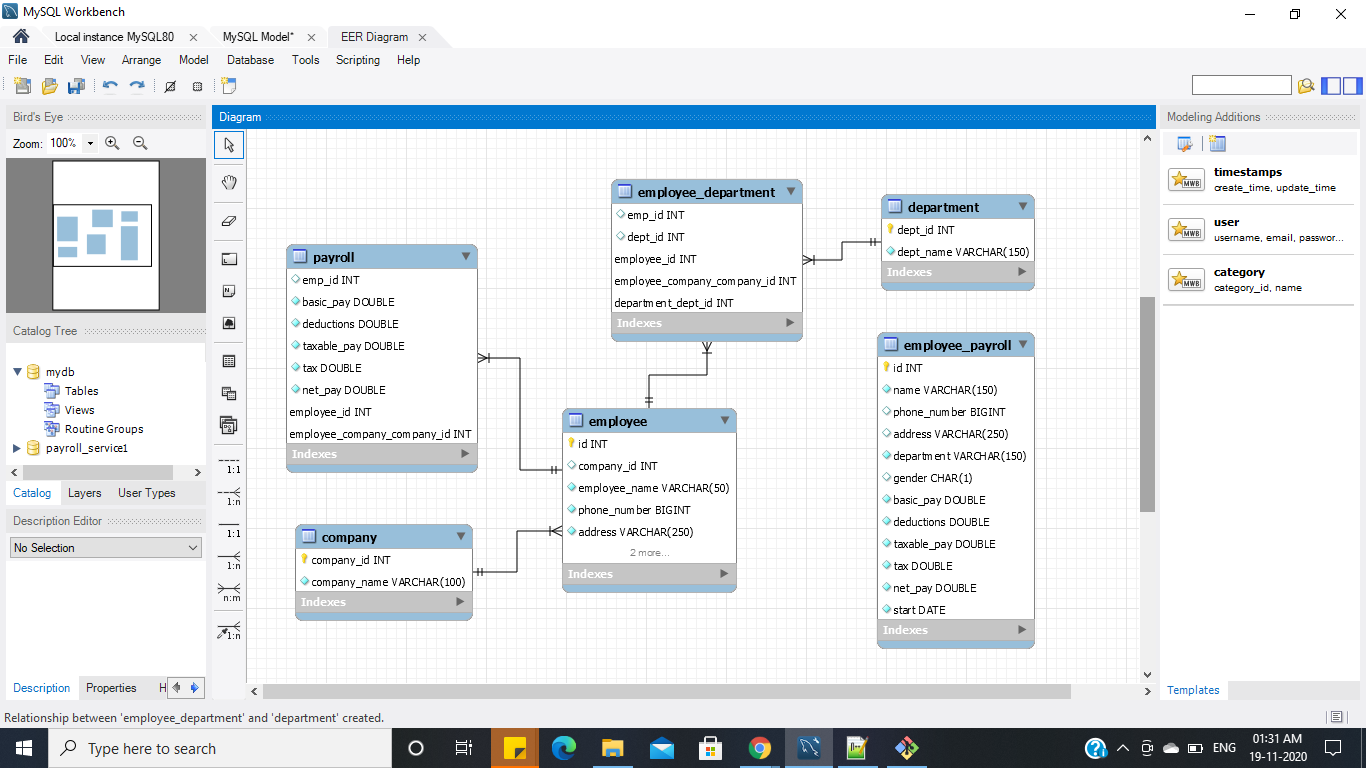 MySQL Workbench
Local instance MySQL80
MySQL Model*
EER Diagram
File Edit View Arrange Model Database Tools Scripting Help
Bird's Eye
Zoom: 100%
Catalog Tree
mydb
Tables
Views
Routine Groups
payroll_service1
Catalog Layers User Types
Description Editor
No Selection
Description Properties H
Diagram
1:1
1:n
1:1
1:n
n:m
1:n
payroll
emp_id INT
basic_pay DOUBLE
deductions DOUBLE
taxable_pay DOUBLE
tax DOUBLE
net_pay DOUBLE
employee_id INT
employee_company_company_id INT
Indexes
company
company_id INT
company_name VARCHAR(100)
Indexes
employee_department
emp_id INT
dept_id INT
employee_id INT
employee_company_company_id INT
department_dept_id INT
Indexes
employee
id INT
company_id INT
employee_name VARCHAR(50)
phone_number BIGINT
address VARCHAR(250)
2 more...
Indexes
department
dept_id INT
dept_name VARCHAR(150)
Indexes
employee_payroll
id INT
name VARCHAR(150)
phone_number BIGINT
address VARCHAR(250)
department VARCHAR(150)
gender CHAR(1)
basic_pay DOUBLE
deductions DOUBLE
taxable_pay DOUBLE
tax DOUBLE
net_pay DOUBLE
start DATE
Indexes
Modeling Additions
MWB
timestamps
create_time, update_time
MWB
user
username, email, passwor...
MWB
category
category_id, name
Templates
Relationship between 'employee_department' and 'department' created.
Type here to search
ENG
01:31 AM
19-11-2020